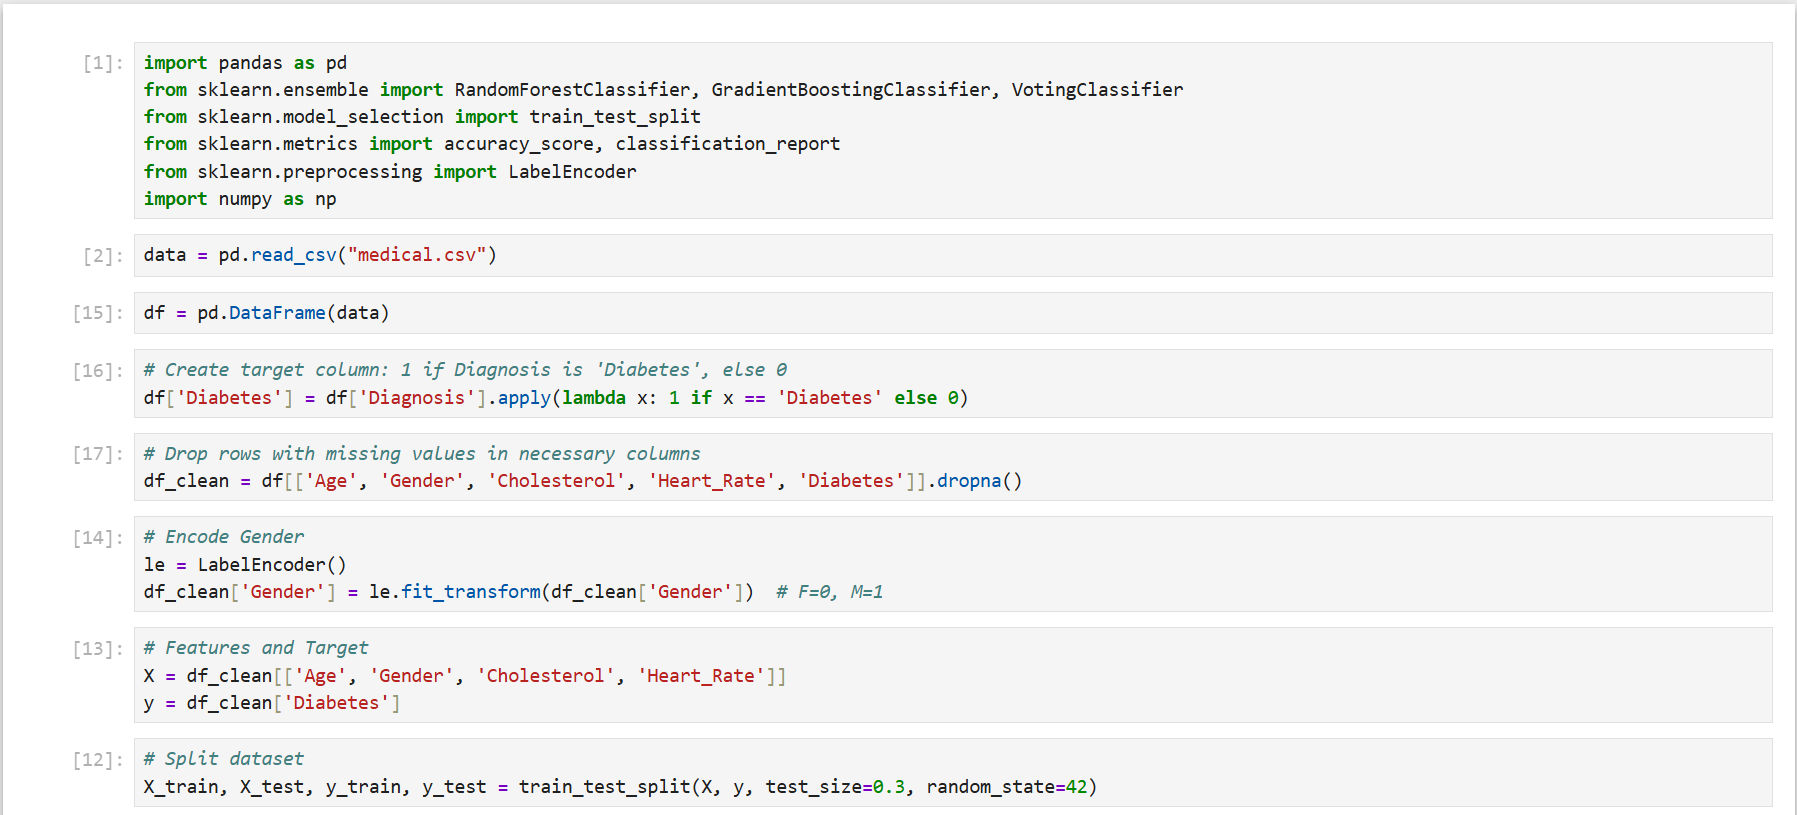 [1]:
import pandas as pd
from sklearn.ensemble import RandomForestClassifier, GradientBoostingClassifier, VotingClassifier
from sklearn.model_selection import train_test_split
from sklearn.metrics import accuracy_score, classification_report
from sklearn.preprocessing import LabelEncoder
import numpy as np
[2]:
data = pd.read_csv("medical.csv")
[15]:
df = pd.DataFrame(data)
[16]:
# Create target column: 1 if Diagnosis is 'Diabetes', else 0
df['Diabetes'] = df['Diagnosis'].apply(lambda x: 1 if x == 'Diabetes' else 0)
[17]:
# Drop rows with missing values in necessary columns
df_clean = df[['Age', 'Gender', 'Cholesterol', 'Heart_Rate', 'Diabetes']].dropna()
[14]:
# Encode Gender
le = LabelEncoder()
df_clean['Gender'] = le.fit_transform(df_clean['Gender'])  # F=0, M=1
[13]:
# Features and Target
X = df_clean[['Age', 'Gender', 'Cholesterol', 'Heart_Rate']]
y = df_clean['Diabetes']
[12]:
# Split dataset
X_train, X_test, y_train, y_test = train_test_split(X, y, test_size=0.3, random_state=42)